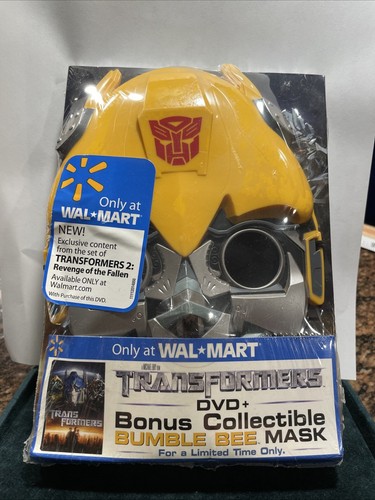 Only at
WAL★MART
NEW!
Exclusive content
from the set of
TRANSFORMERS 2:
Revenge of the Fallen
Available ONLY at
Walmart.com
With Purchase of this DVD.
Only at WAL★MART
TRANSFORMERS
TRANSFORMERS
DVD+
Bonus Collectible
BUMBLE BEE MASK
For a Limited Time Only.